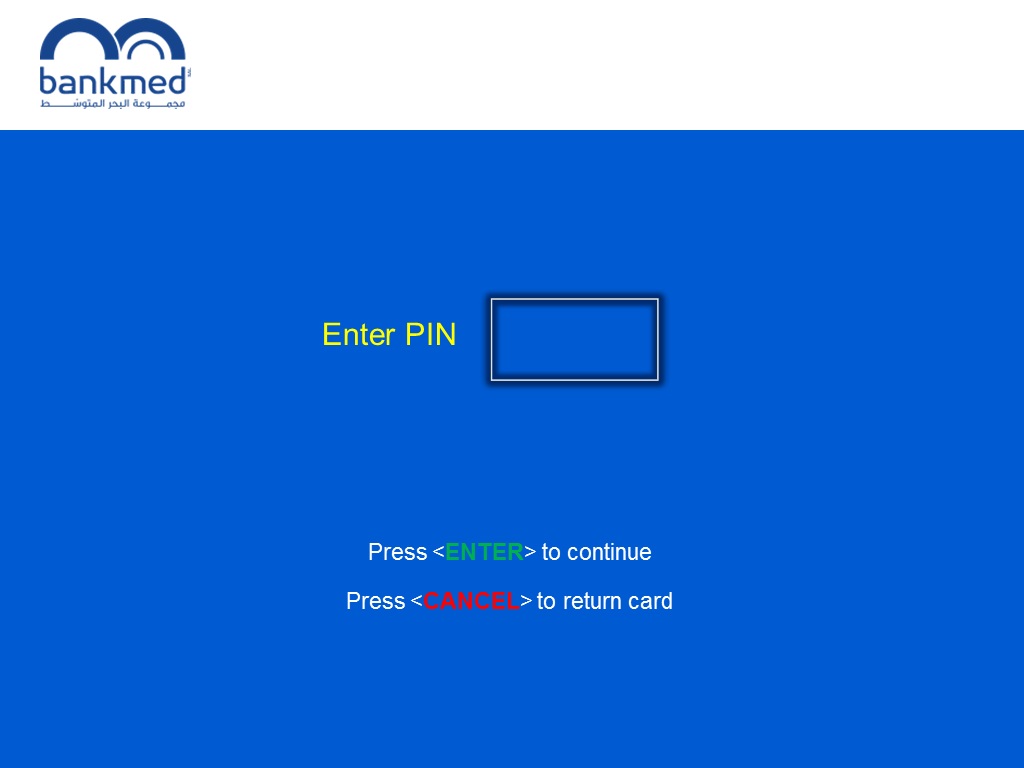 bankmed
مجموعة البحر المتوسط
Enter PIN
Press <ENTER> to continue
Press <CANCEL> to return card